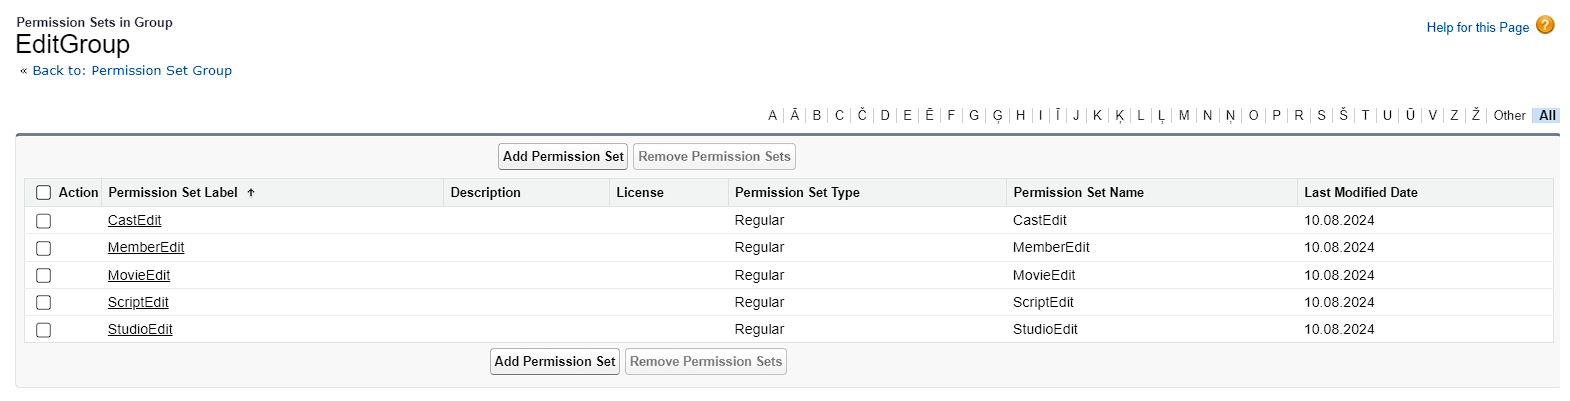 Permission Sets in Group
EditGroup
« Back to: Permission Set Group
Help for this Page ?
A | Ā | B | C | Č | D | E | Ē | F | G | Ģ | H | I | Ī | J | K | Ķ | L | Ļ | M | N | Ņ | O | P | R | S | Š | T | U | Ū | V | Z | Ž | Other | All
Add Permission Set Remove Permission Sets
Action Permission Set Label ↑ Description License Permission Set Type Permission Set Name Last Modified Date
CastEdit Regular CastEdit 10.08.2024
MemberEdit Regular MemberEdit 10.08.2024
MovieEdit Regular MovieEdit 10.08.2024
ScriptEdit Regular ScriptEdit 10.08.2024
StudioEdit Regular StudioEdit 10.08.2024
Add Permission Set Remove Permission Sets